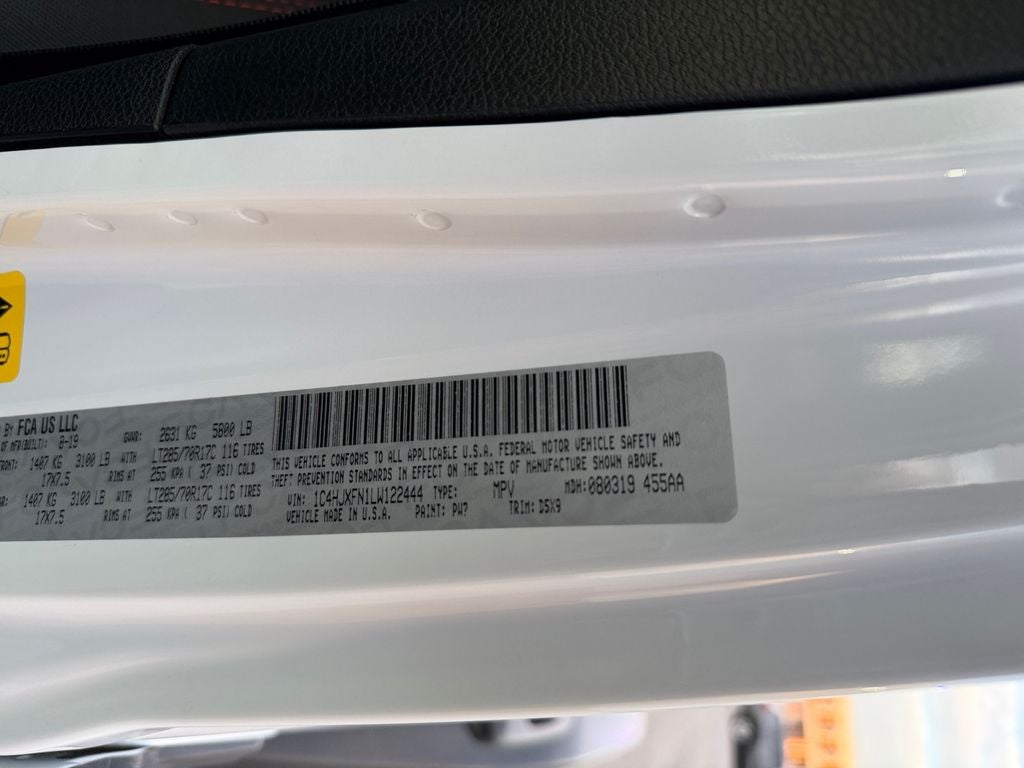 BY FCA US LLC
OF MFR(BUILT): 8-19 GVWR: 2631 KG 5800 LB
FRONT: 1407 KG 3100 LB WITH LT285/70R17C 116 TIRES
17X7.5 RIMS AT 255 KPA ( 37 PSI) COLD
AR: 1407 KG 3100 LB WITH LT285/70R17C 116 TIRES
17X7.5 RIMS AT 255 KPA ( 37 PSI) COLD
THIS VEHICLE CONFORMS TO ALL APPLICABLE U.S.A. FEDERAL MOTOR VEHICLE SAFETY AND
THEFT PREVENTION STANDARDS IN EFFECT ON THE DATE OF MANUFACTURE SHOWN ABOVE.
VIN: 1C4HJXFN1LW122444 TYPE: MPV MDH:080319 455AA
VEHICLE MADE IN U.S.A. PAINT: PW7 TRIM: D5X9